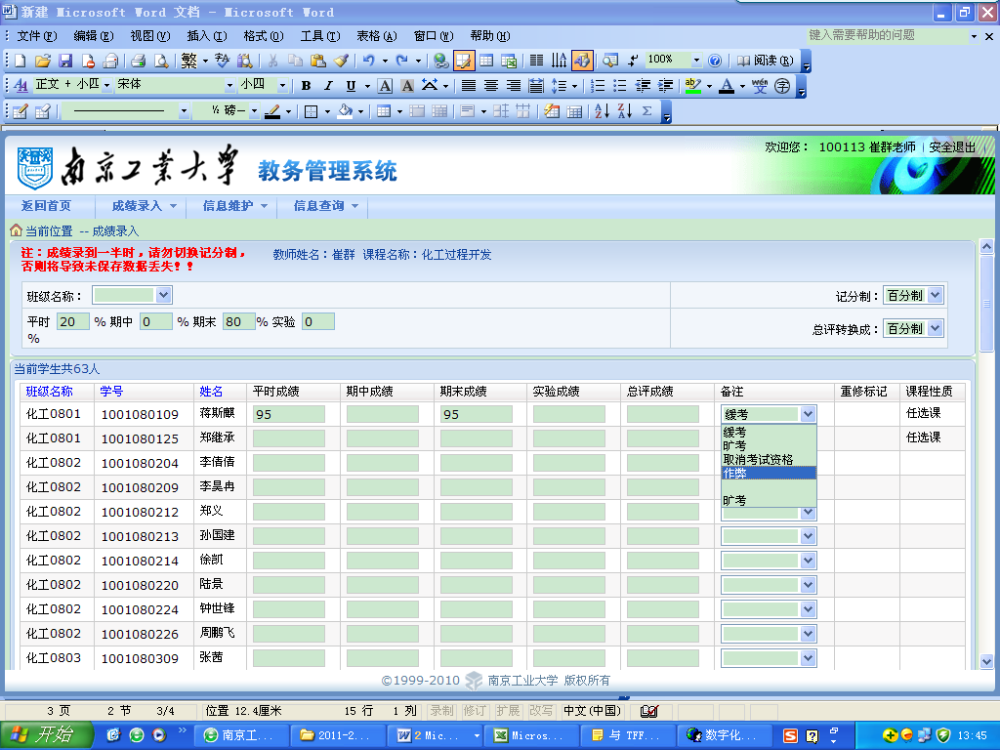 新建 Microsoft Word 文档 - Microsoft Word
文件(F) 编辑(E) 视图(V) 插入(I) 格式(O) 工具(T) 表格(A) 窗口(W) 帮助(H) 键入需要帮助的问题
繁 100% 阅读(R)
正文 + 小四 宋体 小四 B I U A A
½ 磅
南京工业大学 教务管理系统
欢迎您： 100113 崔群老师 | 安全退出
返回首页 成绩录入 信息维护 信息查询
当前位置 -- 成绩录入
注：成绩录到一半时，请勿切换记分制， 教师姓名：崔群 课程名称：化工过程开发
否则将导致未保存数据丢失！！
班级名称： 记分制： 百分制
平时 20 % 期中 0 % 期末 80 % 实验 0
% 总评转换成： 百分制
当前学生共63人
班级名称 学号 姓名 平时成绩 期中成绩 期末成绩 实验成绩 总评成绩 备注 重修标记 课程性质
化工0801 1001080109 蒋斯麒 95 95 缓考 任选课
化工0801 1001080125 郑继承 任选课
缓考
旷考
取消考试资格
作弊
旷考
化工0802 1001080204 李倩倩
化工0802 1001080209 李昊冉
化工0802 1001080212 郑义
化工0802 1001080213 孙国建
化工0802 1001080214 徐凯
化工0802 1001080220 陆景
化工0802 1001080224 钟世锋
化工0802 1001080226 周鹏飞
化工0803 1001080309 张茜
©1999-2010 南京工业大学 版权所有
3 页 2 节 3/4 位置 12.4厘米 15 行 1 列 录制 修订 扩展 改写 中文(中国)
开始 南京工... 2011-2... 2 Mic... Micros... 与 TFF... 数字化... 13:45